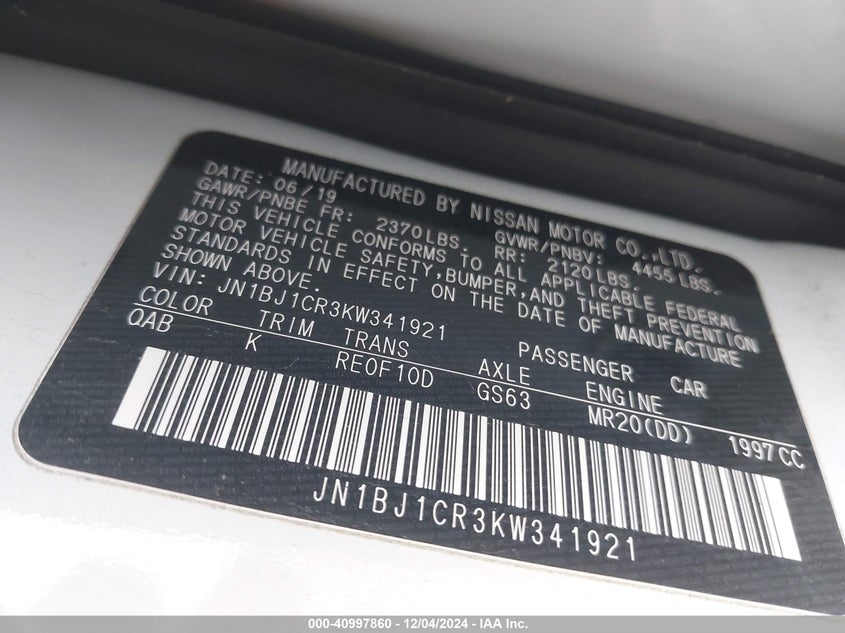 MANUFACTURED BY NISSAN MOTOR CO.,LTD.
DATE: 06/19 GVWR/PNBV: 4455 LBS.
GAWR/PNBE FR: 2370LBS. RR: 2120LBS.
THIS VEHICLE CONFORMS TO ALL APPLICABLE FEDERAL
MOTOR VEHICLE SAFETY,BUMPER,AND THEFT PREVENTION
STANDARDS IN EFFECT ON THE DATE OF MANUFACTURE
SHOWN ABOVE.
VIN: JN1BJ1CR3KW341921 PASSENGER CAR
COLOR TRIM TRANS AXLE ENGINE
QAB K RE0F10D GS63 MR20(DD) 1997CC
JN1BJ1CR3KW341921
000-40997860 - 12/04/2024 - IAA Inc.